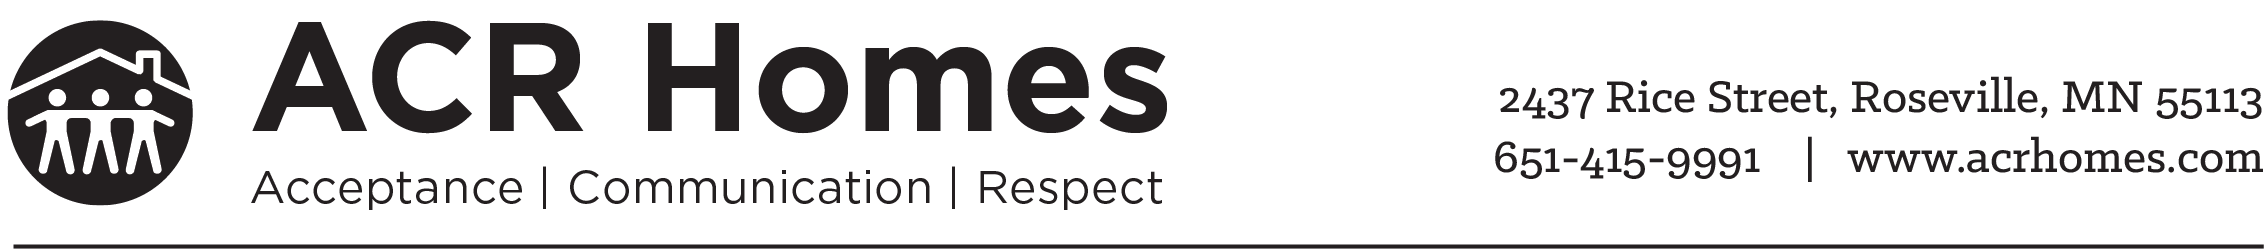 ACR Homes
Acceptance | Communication | Respect
2437 Rice Street, Roseville, MN 55113
651-415-9991 | www.acrhomes.com